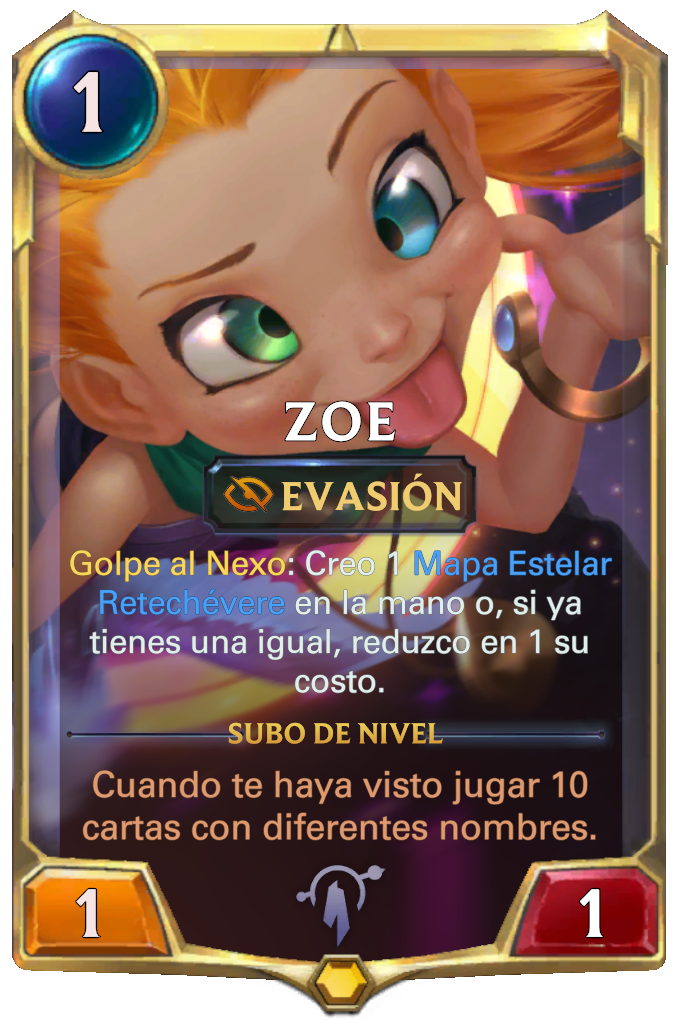 1
ZOE
EVASIÓN
Golpe al Nexo: Creo 1 Mapa Estelar
Retechévere en la mano o, si ya
tienes una igual, reduzco en 1 su
costo.
SUBO DE NIVEL
Cuando te haya visto jugar 10
cartas con diferentes nombres.
1
1